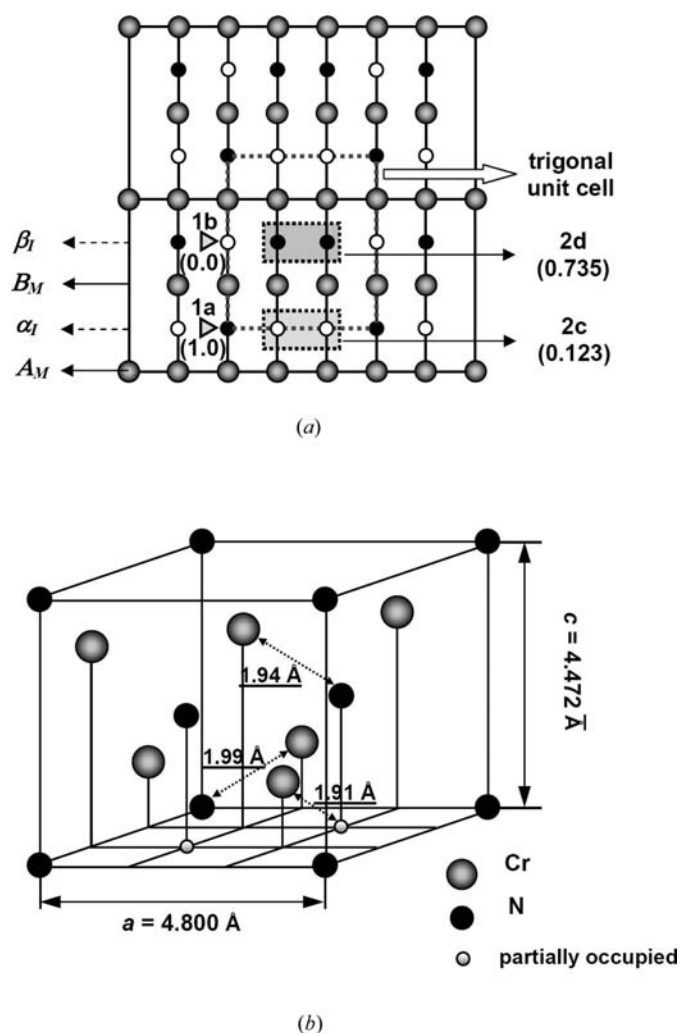 trigonal
unit cell
1b
(0.0)
2d
(0.735)
1a
(1.0)
2c
(0.123)
β_I
B_M
α_I
A_M
(a)
1.94 Å
1.99 Å
1.91 Å
c = 4.472 Å
a = 4.800 Å
Cr
N
partially occupied
(b)